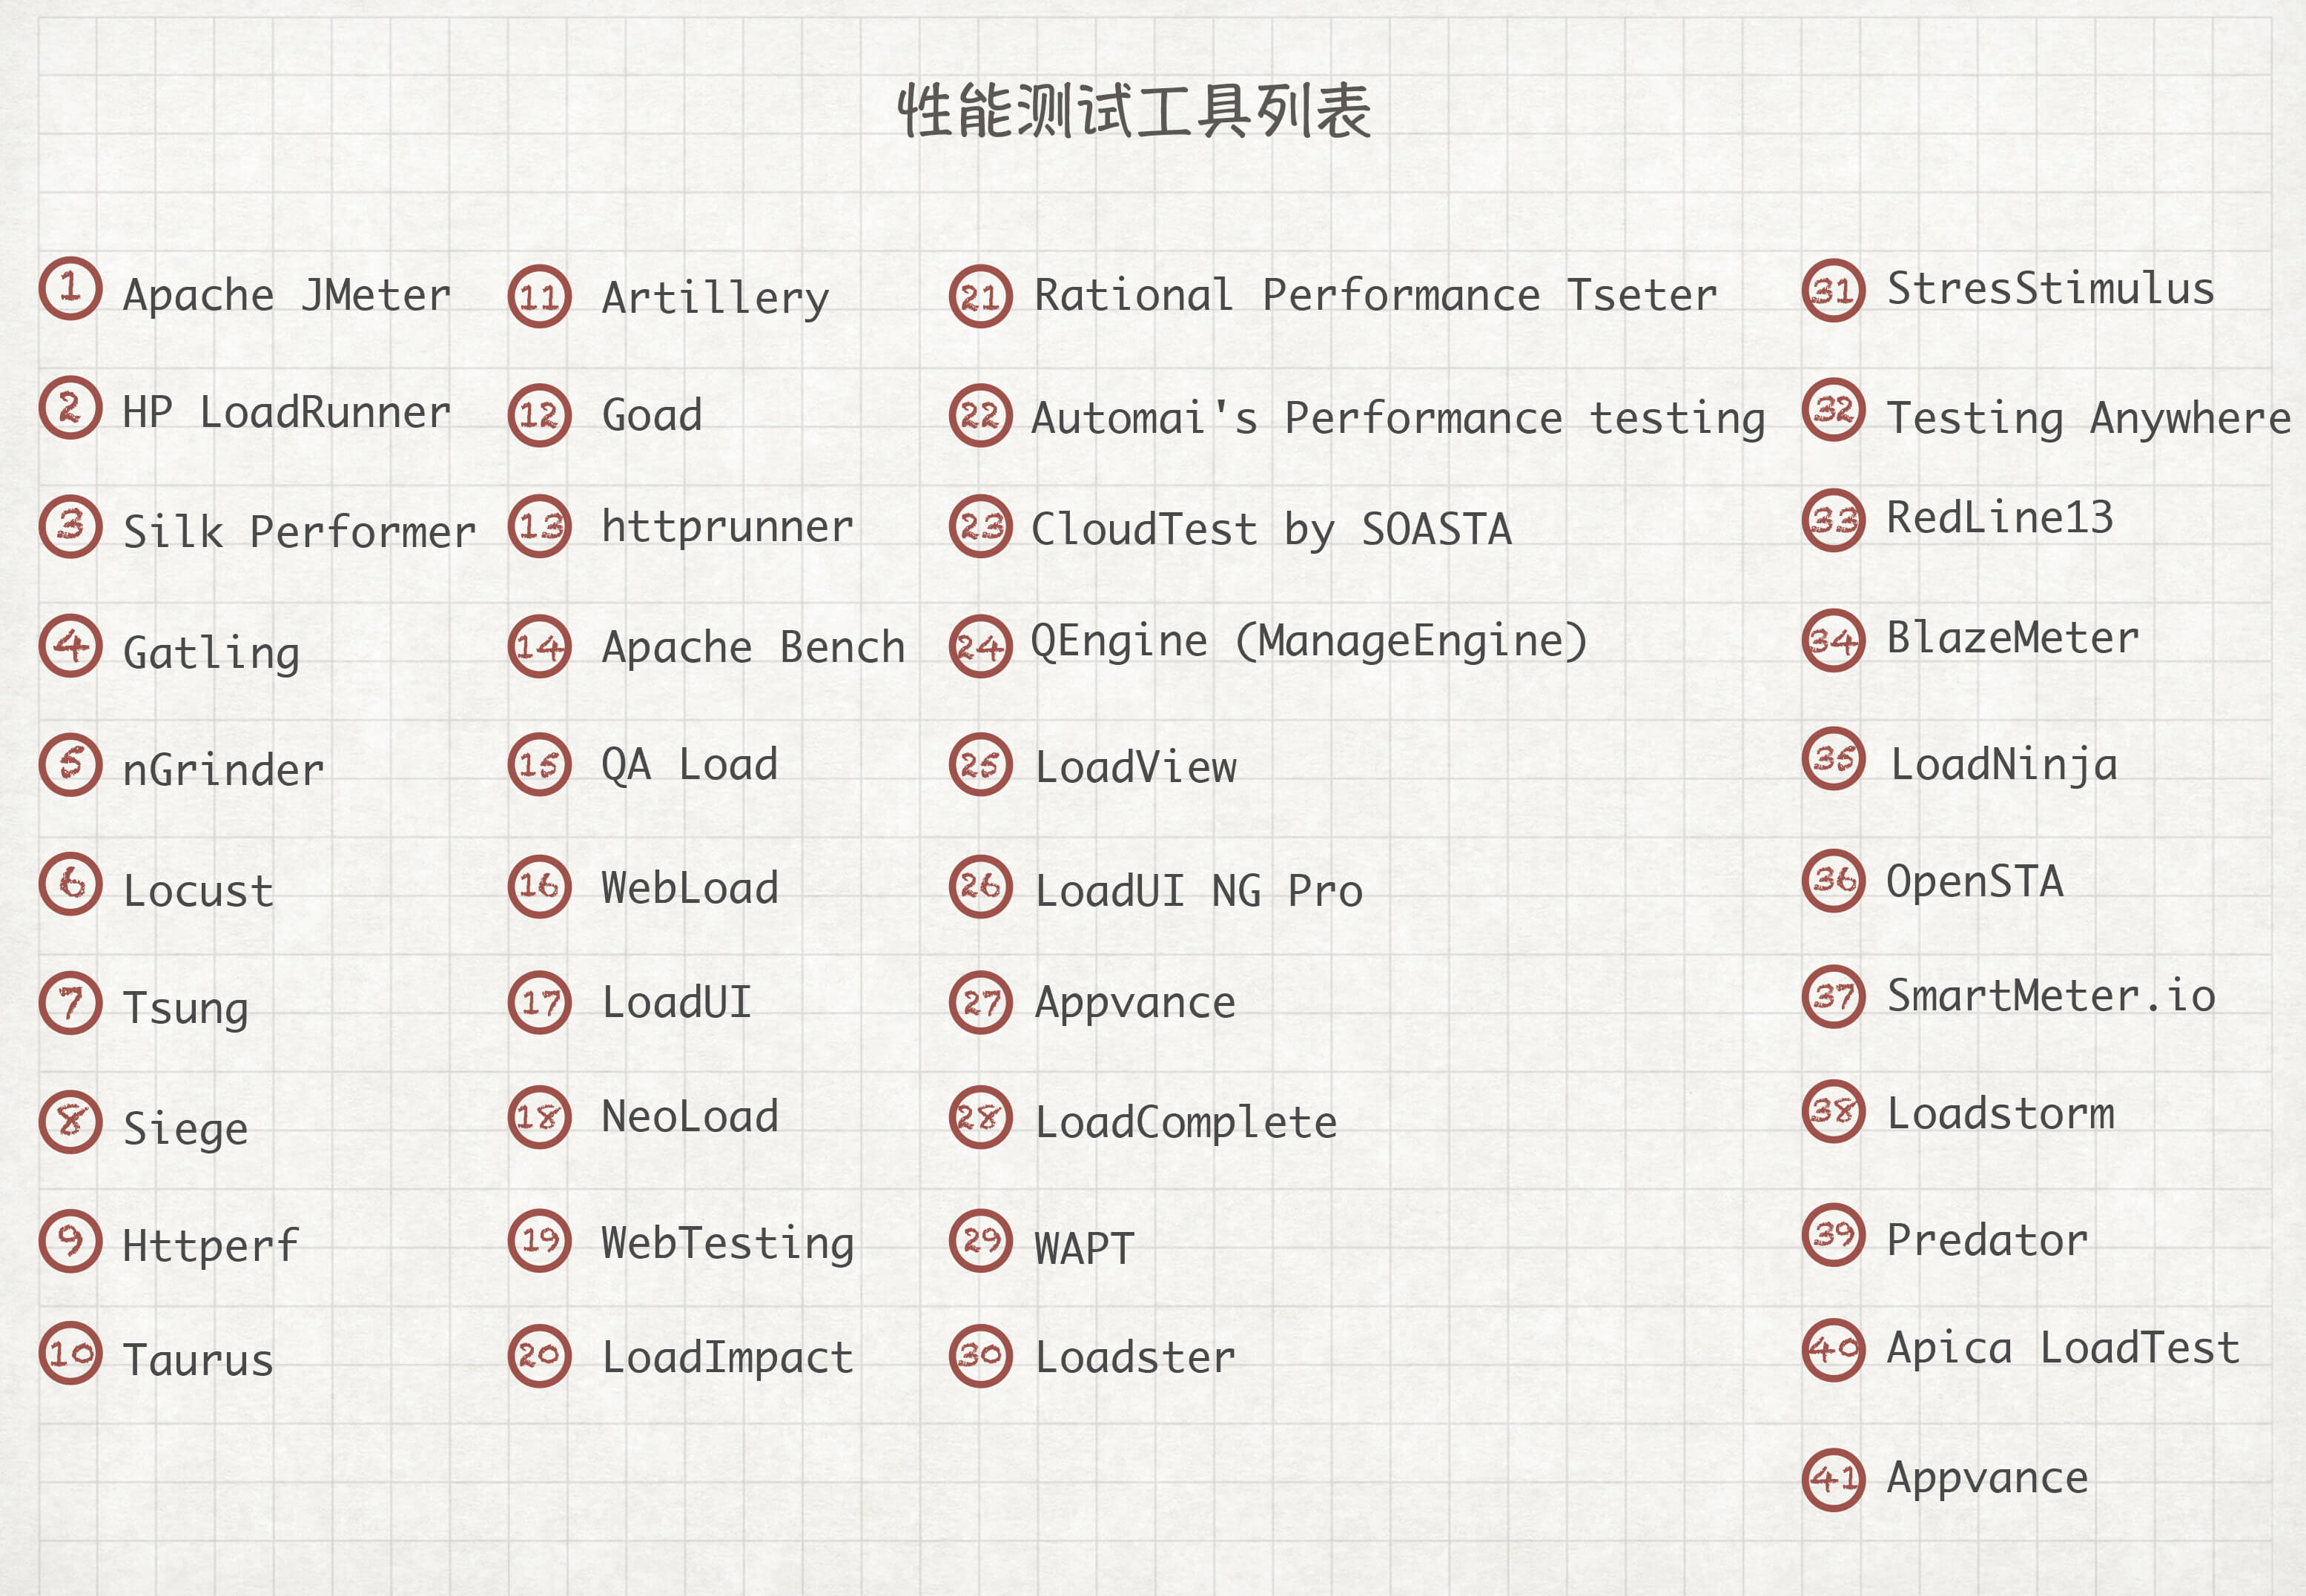 性能测试工具列表
1 Apache JMeter
2 HP LoadRunner
3 Silk Performer
4 Gatling
5 nGrinder
6 Locust
7 Tsung
8 Siege
9 Httperf
10 Taurus
11 Artillery
12 Goad
13 httprunner
14 Apache Bench
15 QA Load
16 WebLoad
17 LoadUI
18 NeoLoad
19 WebTesting
20 LoadImpact
21 Rational Performance Tseter
22 Automai's Performance testing
23 CloudTest by SOASTA
24 QEngine (ManageEngine)
25 LoadView
26 LoadUI NG Pro
27 Appvance
28 LoadComplete
29 WAPT
30 Loadster
31 StresStimulus
32 Testing Anywhere
33 RedLine13
34 BlazeMeter
35 LoadNinja
36 OpenSTA
37 SmartMeter.io
38 Loadstorm
39 Predator
40 Apica LoadTest
41 Appvance